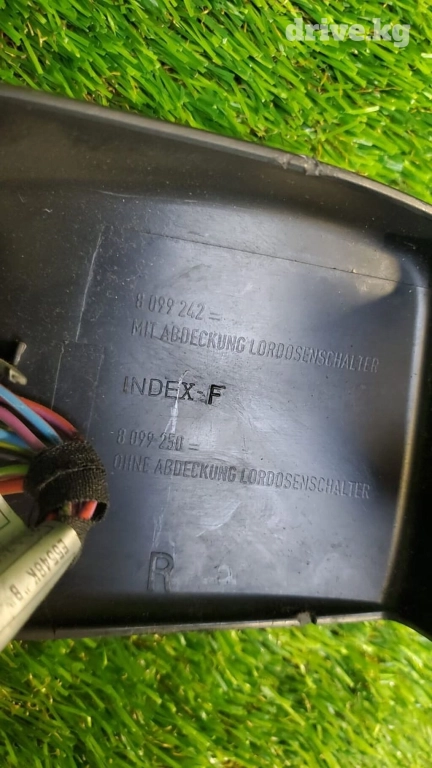 drive.kg
8 099 242 =
MIT ABDECKUNG LORDOSENSCHALTER
INDEX-F
8 099 250 =
OHNE ABDECKUNG LORDOSENSCHALTER
R